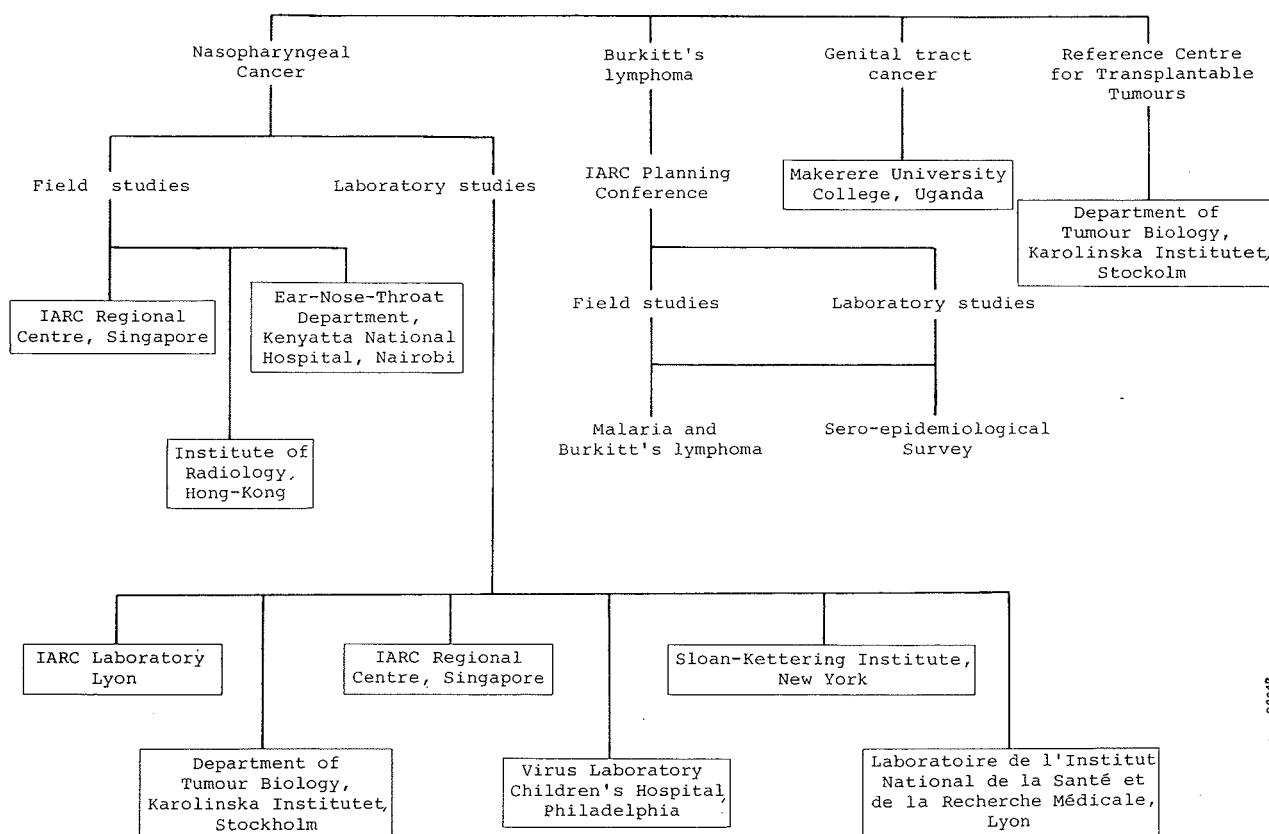 Nasopharyngeal
Cancer
Burkitt's
lymphoma
Genital tract
cancer
Reference Centre
for Transplantable
Tumours
Field studies
Laboratory studies
IARC Planning
Conference
Makerere University
College, Uganda
Department of
Tumour Biology,
Karolinska Institutet,
Stockolm
IARC Regional
Centre, Singapore
Ear-Nose-Throat
Department,
Kenyatta National
Hospital, Nairobi
Field studies
Laboratory studies
Institute of
Radiology,
Hong-Kong
Malaria and
Burkitt's lymphoma
Sero-epidemiological
Survey
IARC Laboratory
Lyon
IARC Regional
Centre, Singapore
Sloan-Kettering Institute,
New York
Department of
Tumour Biology,
Karolinska Institutet,
Stockholm
Virus Laboratory
Children's Hospital,
Philadelphia
Laboratoire de l'Institut
National de la Santé et
de la Recherche Médicale,
Lyon